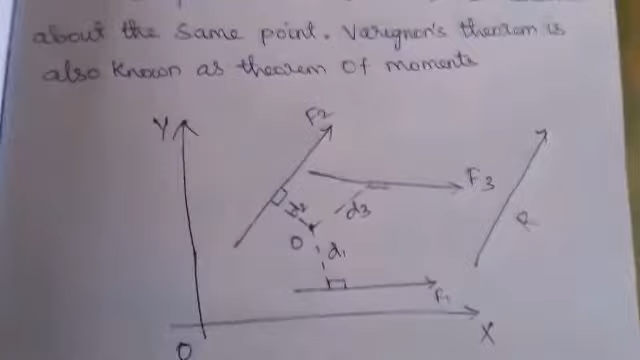 about the same point. Varignon's theorem is
also known as theorem of moments
Y
F2
F3
d2
d3
O
d1
R
F1
X
O